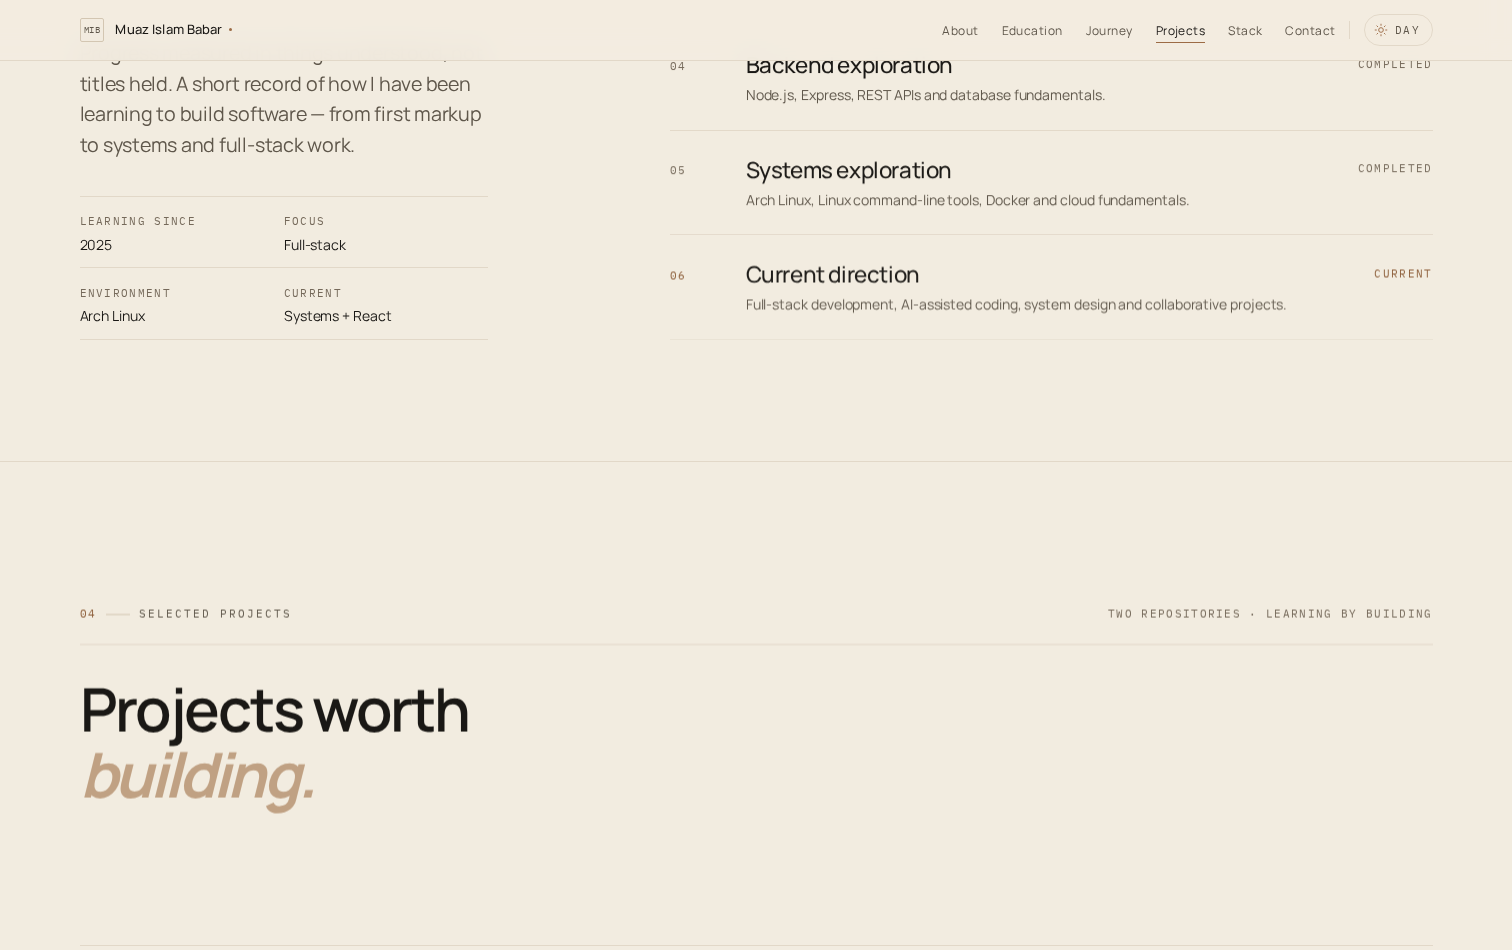 MIB
Muaz Islam Babar
About
Education
Journey
Projects
Stack
Contact
DAY
titles held. A short record of how I have been
learning to build software — from first markup
to systems and full-stack work.
LEARNING SINCE
2025
FOCUS
Full-stack
ENVIRONMENT
Arch Linux
CURRENT
Systems + React
04
Backend exploration
COMPLETED
Node.js, Express, REST APIs and database fundamentals.
05
Systems exploration
COMPLETED
Arch Linux, Linux command-line tools, Docker and cloud fundamentals.
06
Current direction
CURRENT
Full-stack development, AI-assisted coding, system design and collaborative projects.
04 — SELECTED PROJECTS
TWO REPOSITORIES · LEARNING BY BUILDING
Projects worth
building.